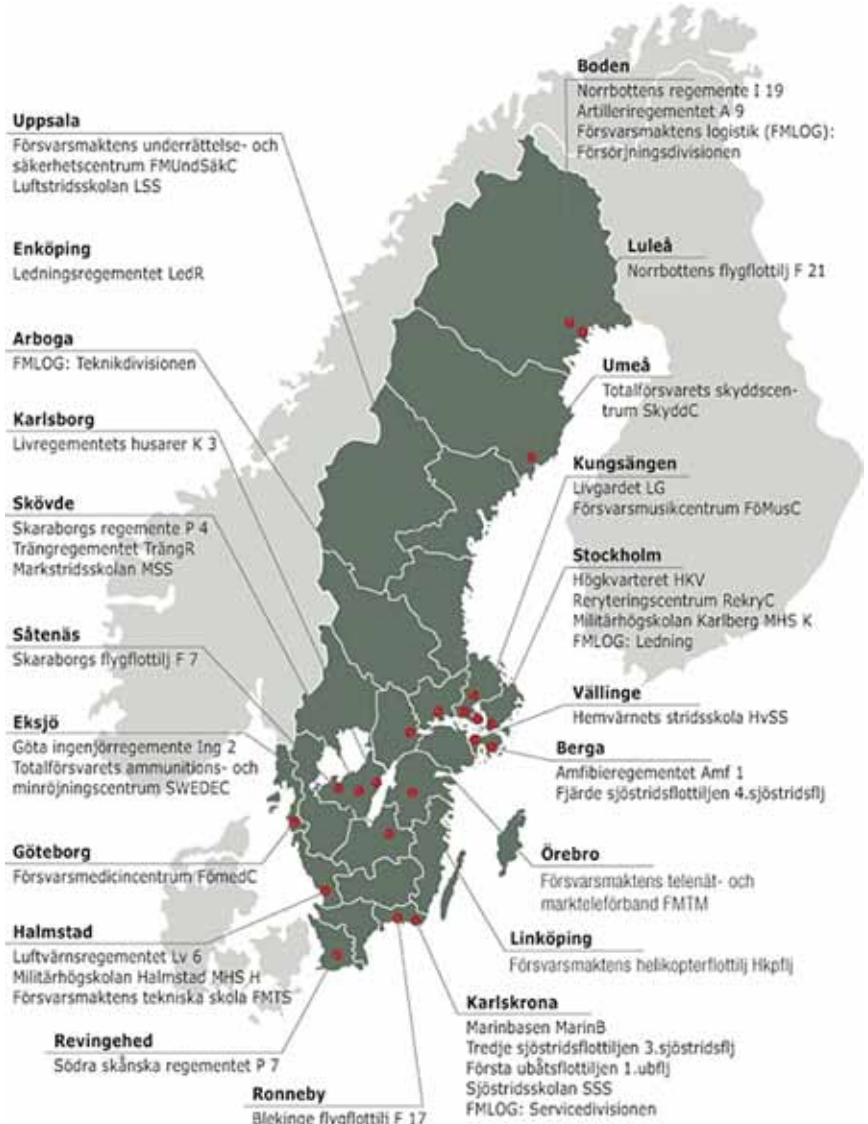 Uppsala
Försvarsmaktens underrättelse- och
säkerhetscentrum FMUndSäkC
Luftstridsskolan LSS
Enköping
Ledningsregementet LedR
Arboga
FMLOG: Teknikdivisionen
Karlsborg
Livregementets husarer K 3
Skövde
Skaraborgs regemente P 4
Trängregementet TrängR
Markstridsskolan MSS
Såtenäs
Skaraborgs flygflottilj F 7
Eksjö
Göta ingenjörregemente Ing 2
Totalförsvarets ammunitions- och
minröjningscentrum SWEDEC
Göteborg
Försvarsmedicincentrum FömedC
Halmstad
Luftvärnsregementet Lv 6
Militärhögskolan Halmstad MHS H
Försvarsmaktens tekniska skola FMTS
Revingehed
Södra skånska regementet P 7
Ronneby
Blekinge flygflottilj F 17
Boden
Norrbottens regemente I 19
Artilleriregementet A 9
Försvarsmaktens logistik (FMLOG):
Försörjningsdivisionen
Luleå
Norrbottens flygflottilj F 21
Umeå
Totalförsvarets skyddscen-
trum SkyddC
Kungsängen
Livgardet LG
Försvarsmusikcentrum FöMusC
Stockholm
Högkvarteret HKV
Reryteringscentrum RekryC
Militärhögskolan Karlberg MHS K
FMLOG: Ledning
Vällinge
Hemvärnets stridsskola HvSS
Berga
Amfibieregementet Amf 1
Fjärde sjöstridsflottiljen 4.sjöstridsflj
Örebro
Försvarsmaktens telenät- och
markteleförband FMTM
Linköping
Försvarsmaktens helikopterflottilj Hkpflj
Karlskrona
Marinbasen MarinB
Tredje sjöstridsflottiljen 3.sjöstridsflj
Första ubåtsflottiljen 1.ubflj
Sjöstridsskolan SSS
FMLOG: Servicedivisionen